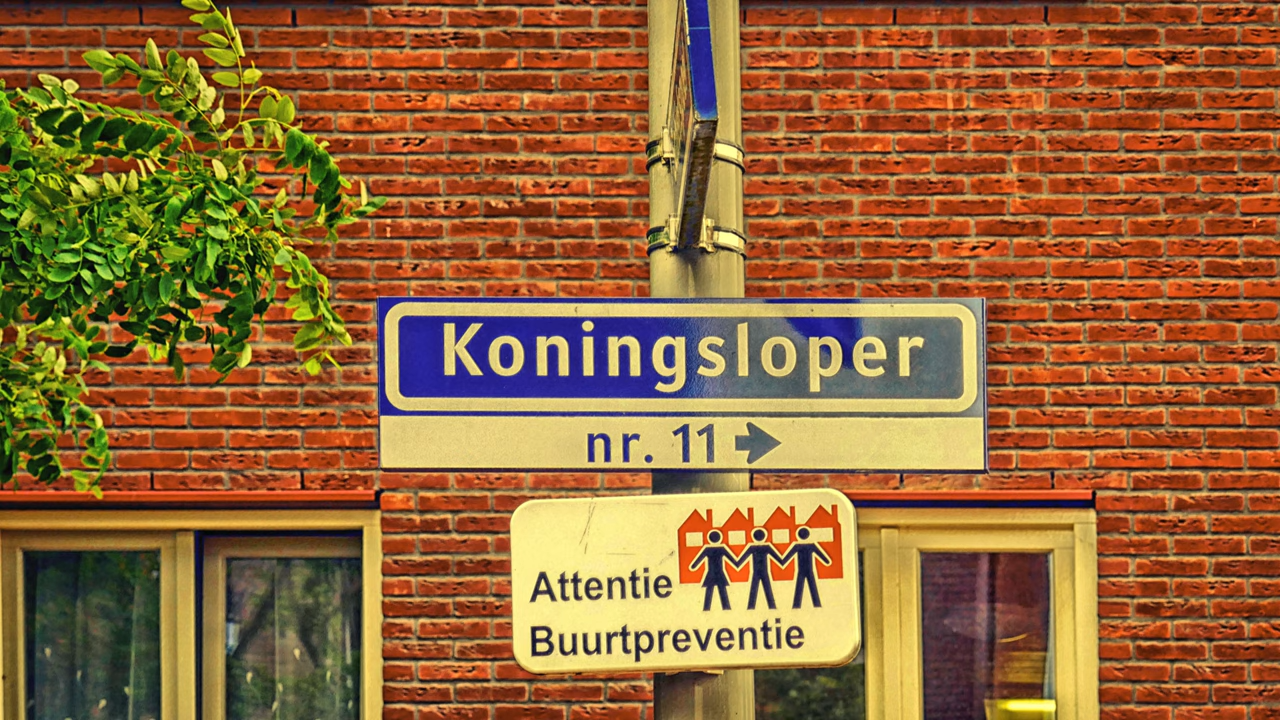 Koningsloper
nr. 11 →
Attentie
Buurtpreventie